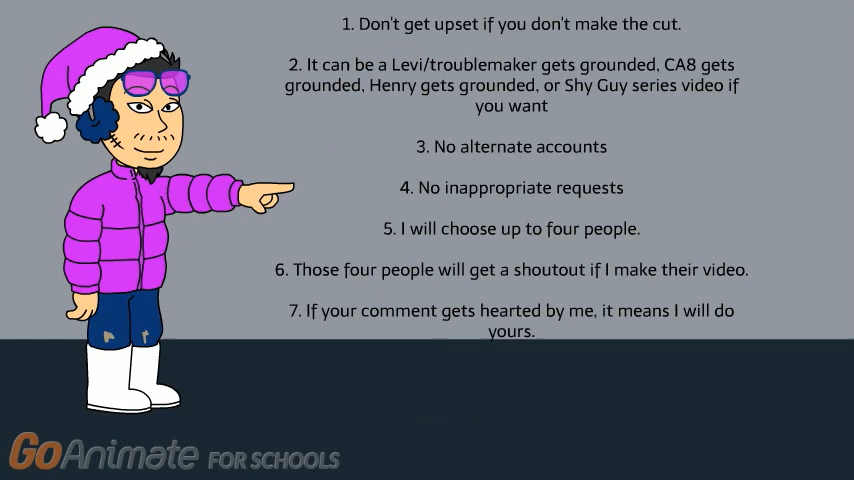 1. Don't get upset if you don't make the cut.
2. It can be a Levi/troublemaker gets grounded, CA8 gets
grounded, Henry gets grounded, or Shy Guy series video if
you want
3. No alternate accounts
4. No inappropriate requests
5. I will choose up to four people.
6. Those four people will get a shoutout if I make their video.
7. If your comment gets hearted by me, it means I will do
yours.
GoAnimate FOR SCHOOLS